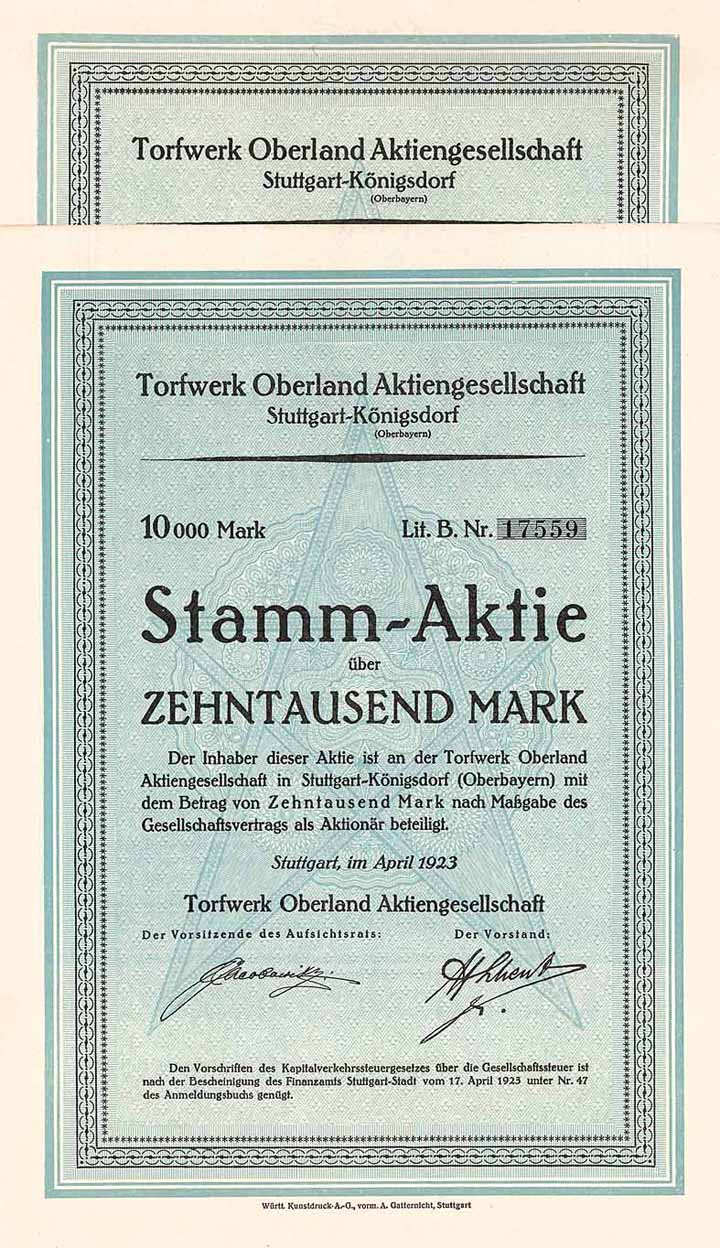 Torfwerk Oberland Aktiengesellschaft
Stuttgart-Königsdorf
(Oberbayern)
Torfwerk Oberland Aktiengesellschaft
Stuttgart-Königsdorf
(Oberbayern)
10 000 Mark Lit. B. Nr. 17559
Stamm-Aktie
über
ZEHNTAUSEND MARK
Der Inhaber dieser Aktie ist an der Torfwerk Oberland
Aktiengesellschaft in Stuttgart-Königsdorf (Oberbayern) mit
dem Betrag von Zehntausend Mark nach Maßgabe des
Gesellschaftsvertrags als Aktionär beteiligt.
Stuttgart, im April 1923
Torfwerk Oberland Aktiengesellschaft
Der Vorsitzende des Aufsichtsrats: Der Vorstand:
Den Vorschriften des Kapitalverkehrssteuergesetzes über die Gesellschaftssteuer ist
nach der Bescheinigung des Finanzamts Stuttgart-Stadt vom 17. April 1923 unter Nr. 47
des Anmeldungsbuchs genügt.
Württ. Kunstdruck-A.-G., vorm. A. Gatternicht, Stuttgart